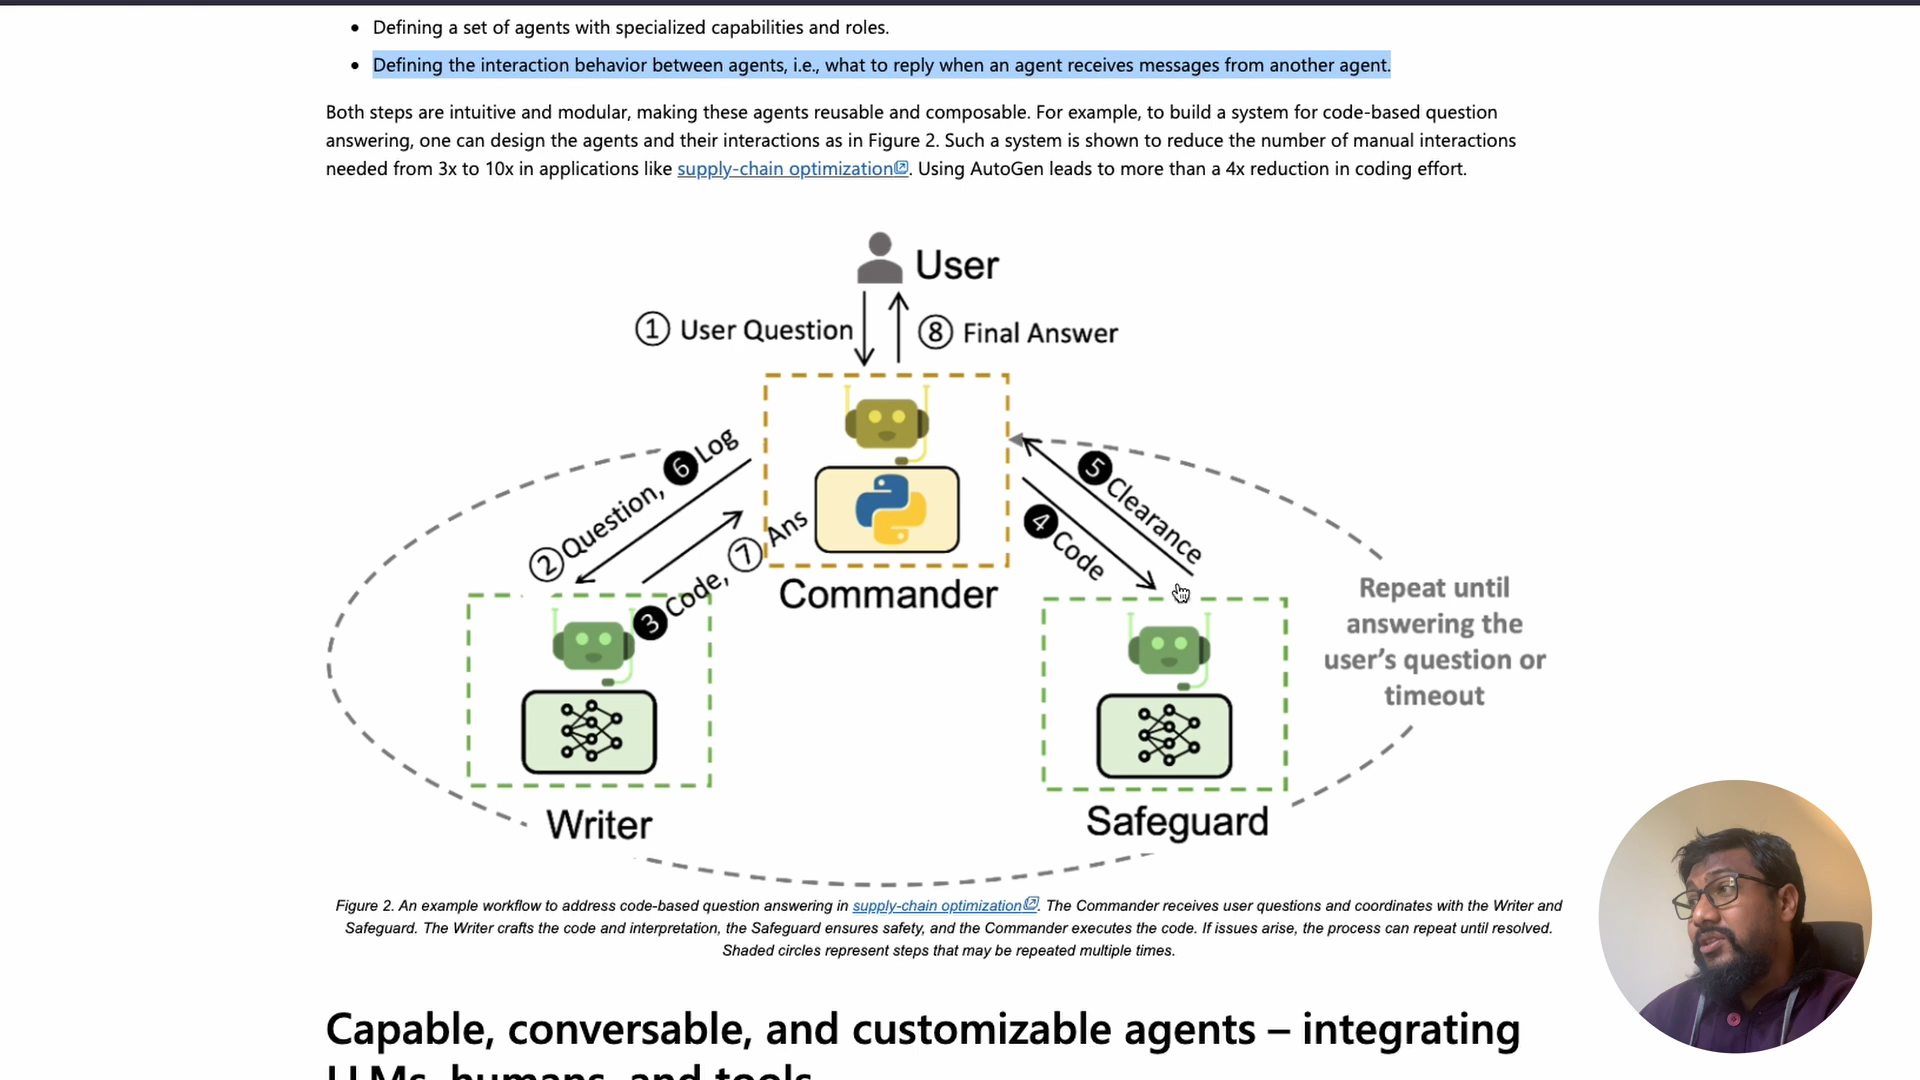 Defining a set of agents with specialized capabilities and roles.
Defining the interaction behavior between agents, i.e., what to reply when an agent receives messages from another agent.
Both steps are intuitive and modular, making these agents reusable and composable. For example, to build a system for code-based question
answering, one can design the agents and their interactions as in Figure 2. Such a system is shown to reduce the number of manual interactions
needed from 3x to 10x in applications like supply-chain optimization. Using AutoGen leads to more than a 4x reduction in coding effort.
User
1 User Question
8 Final Answer
2 Question, 6 Log
3 Code, 7 Ans
5 Clearance
4 Code
Commander
Repeat until
answering the
user's question or
timeout
Writer
Safeguard
Figure 2. An example workflow to address code-based question answering in supply-chain optimization. The Commander receives user questions and coordinates with the Writer and
Safeguard. The Writer crafts the code and interpretation, the Safeguard ensures safety, and the Commander executes the code. If issues arise, the process can repeat until resolved.
Shaded circles represent steps that may be repeated multiple times.
Capable, conversable, and customizable agents – integrating
LLMs, humans, and tools